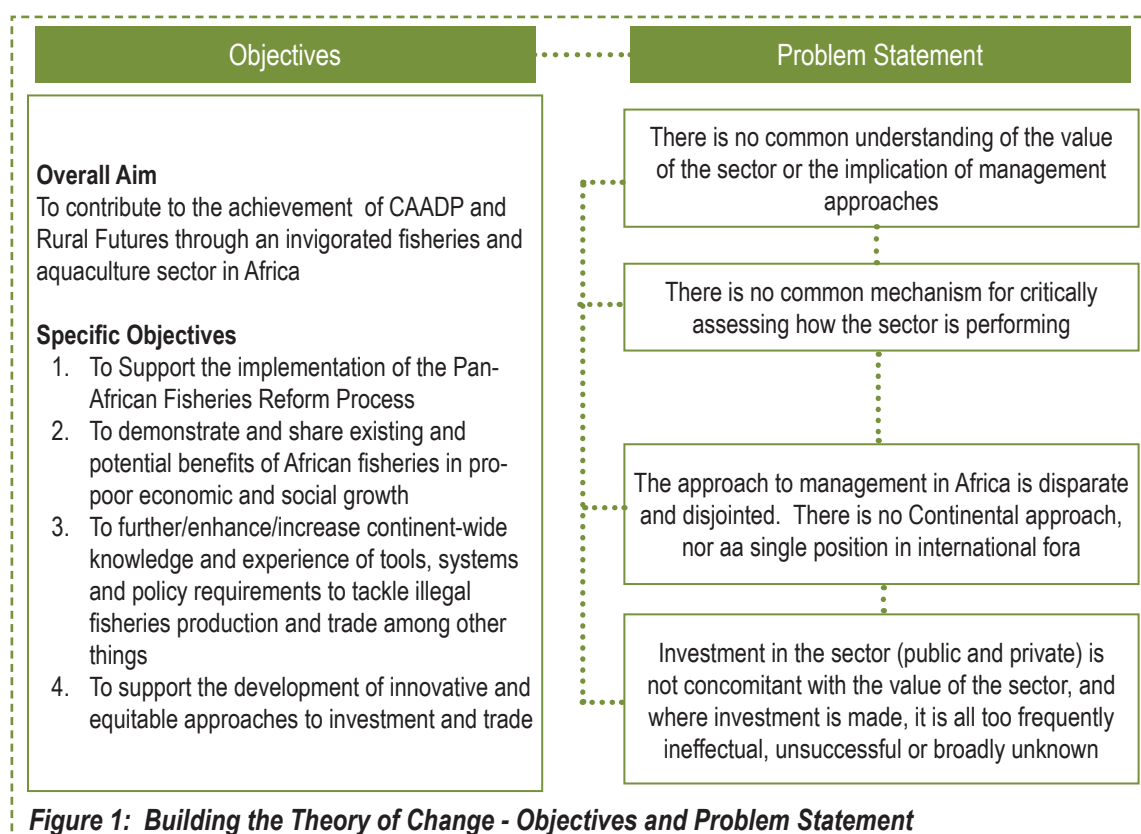 Objectives
Problem Statement
Overall Aim
To contribute to the achievement of CAADP and
Rural Futures through an invigorated fisheries and
aquaculture sector in Africa
Specific Objectives
1. To Support the implementation of the Pan-
African Fisheries Reform Process
2. To demonstrate and share existing and
potential benefits of African fisheries in pro-
poor economic and social growth
3. To further/enhance/increase continent-wide
knowledge and experience of tools, systems
and policy requirements to tackle illegal
fisheries production and trade among other
things
4. To support the development of innovative and
equitable approaches to investment and trade
There is no common understanding of the value
of the sector or the implication of management
approaches
There is no common mechanism for critically
assessing how the sector is performing
The approach to management in Africa is disparate
and disjointed. There is no Continental approach,
nor aa single position in international fora
Investment in the sector (public and private) is
not concomitant with the value of the sector, and
where investment is made, it is all too frequently
ineffectual, unsuccessful or broadly unknown
Figure 1: Building the Theory of Change - Objectives and Problem Statement